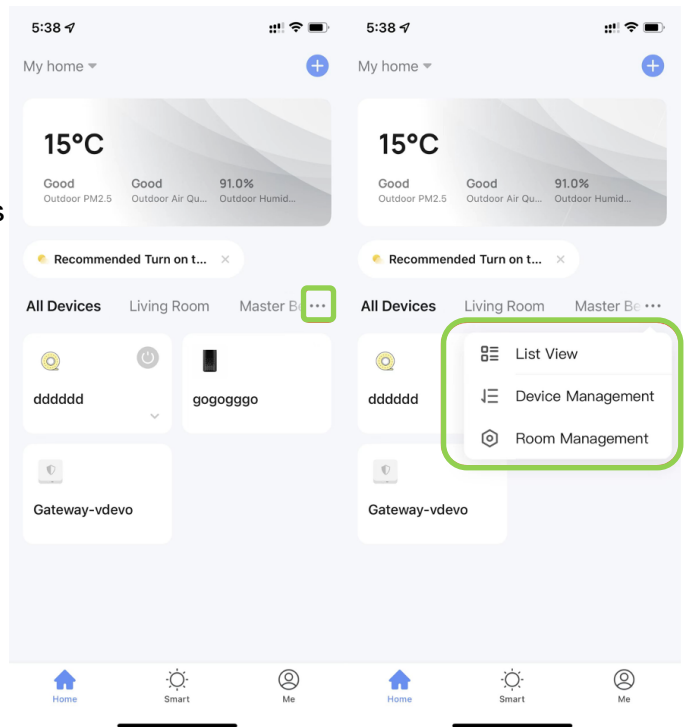 s
5:38
My home
15°C
Good Good 91.0%
Outdoor PM2.5 Outdoor Air Qu... Outdoor Humid...
Recommended Turn on t...
All Devices Living Room Master B
dddddd
gogogggo
Gateway-vdevo
Home Smart Me
5:38
My home
15°C
Good Good 91.0%
Outdoor PM2.5 Outdoor Air Qu... Outdoor Humid...
Recommended Turn on t...
All Devices Living Room Master Be
List View
Device Management
Room Management
dddddd
Gateway-vdevo
Home Smart Me